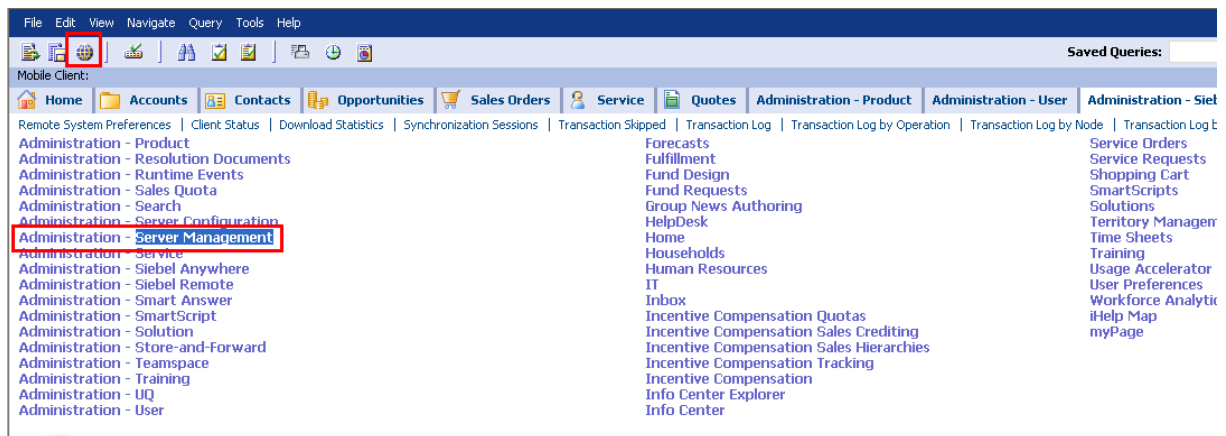 File Edit View Navigate Query Tools Help
Saved Queries:
Mobile Client:
Home Accounts Contacts Opportunities Sales Orders Service Quotes Administration - Product Administration - User Administration - Sieb
Remote System Preferences | Client Status | Download Statistics | Synchronization Sessions | Transaction Skipped | Transaction Log | Transaction Log by Operation | Transaction Log by Node | Transaction Log b
Administration - Product
Administration - Resolution Documents
Administration - Runtime Events
Administration - Sales Quota
Administration - Search
Administration - Server Configuration
Administration - Server Management
Administration - Service
Administration - Siebel Anywhere
Administration - Siebel Remote
Administration - Smart Answer
Administration - SmartScript
Administration - Solution
Administration - Store-and-Forward
Administration - Teamspace
Administration - Training
Administration - UQ
Administration - User
Forecasts
Fulfillment
Fund Design
Fund Requests
Group News Authoring
HelpDesk
Home
Households
Human Resources
IT
Inbox
Incentive Compensation Quotas
Incentive Compensation Sales Crediting
Incentive Compensation Sales Hierarchies
Incentive Compensation Tracking
Incentive Compensation
Info Center Explorer
Info Center
Service Orders
Service Requests
Shopping Cart
SmartScripts
Solutions
Territory Managem
Time Sheets
Training
Usage Accelerator
User Preferences
Workforce Analytic
iHelp Map
myPage